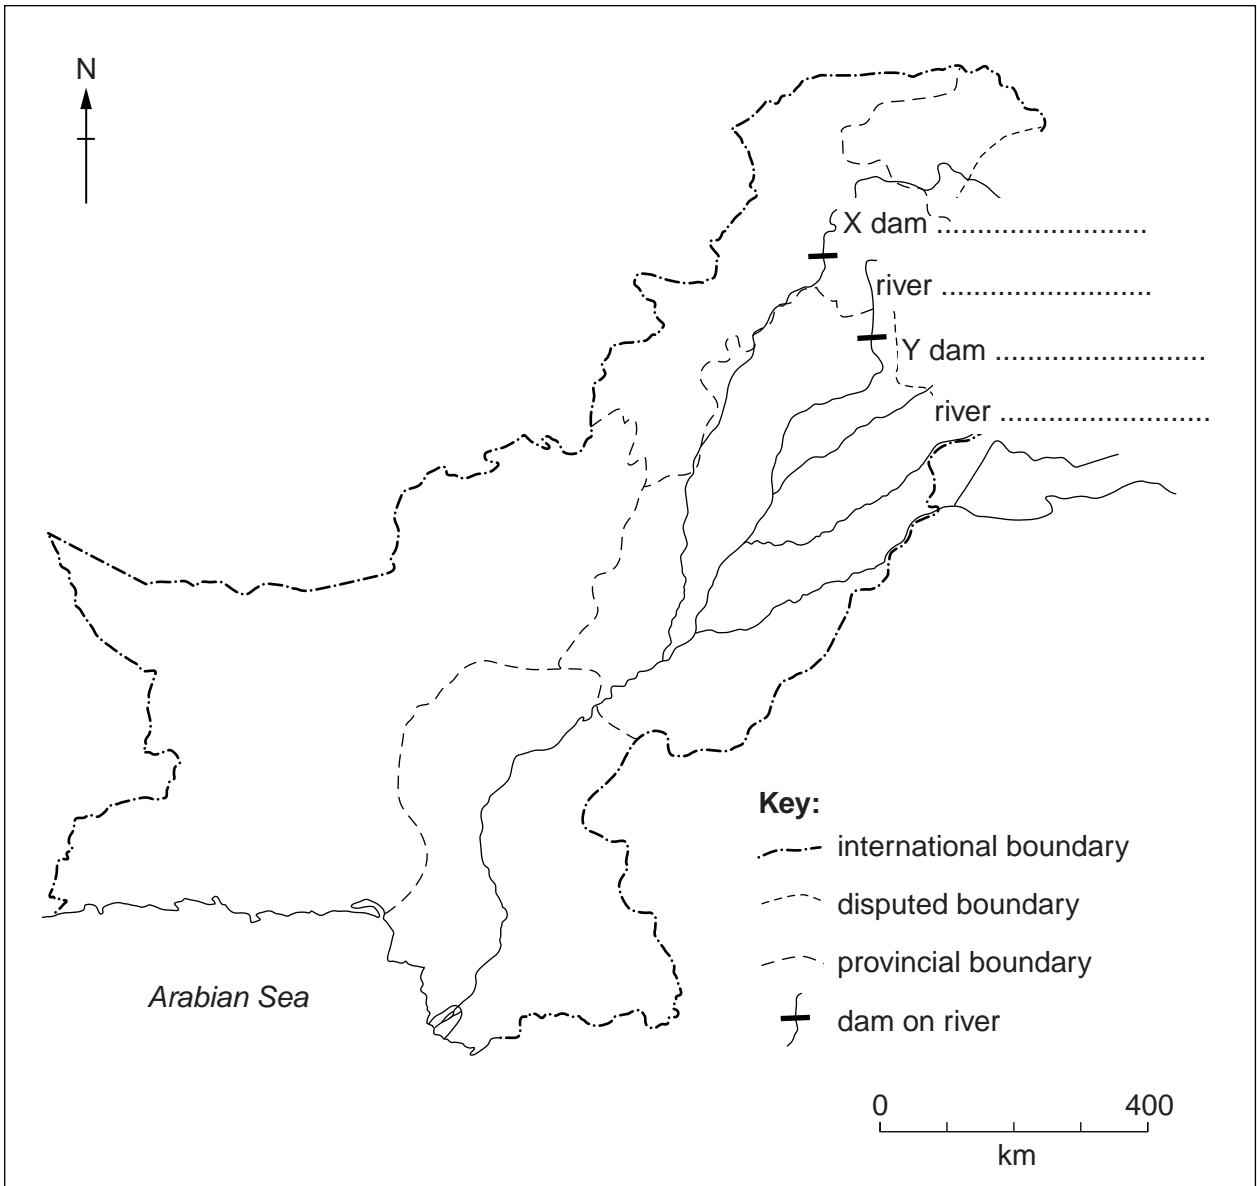 N
X dam ..........................
river ..........................
Y dam ..........................
river ..........................
Key:
international boundary
disputed boundary
provincial boundary
dam on river
Arabian Sea
0 400
km